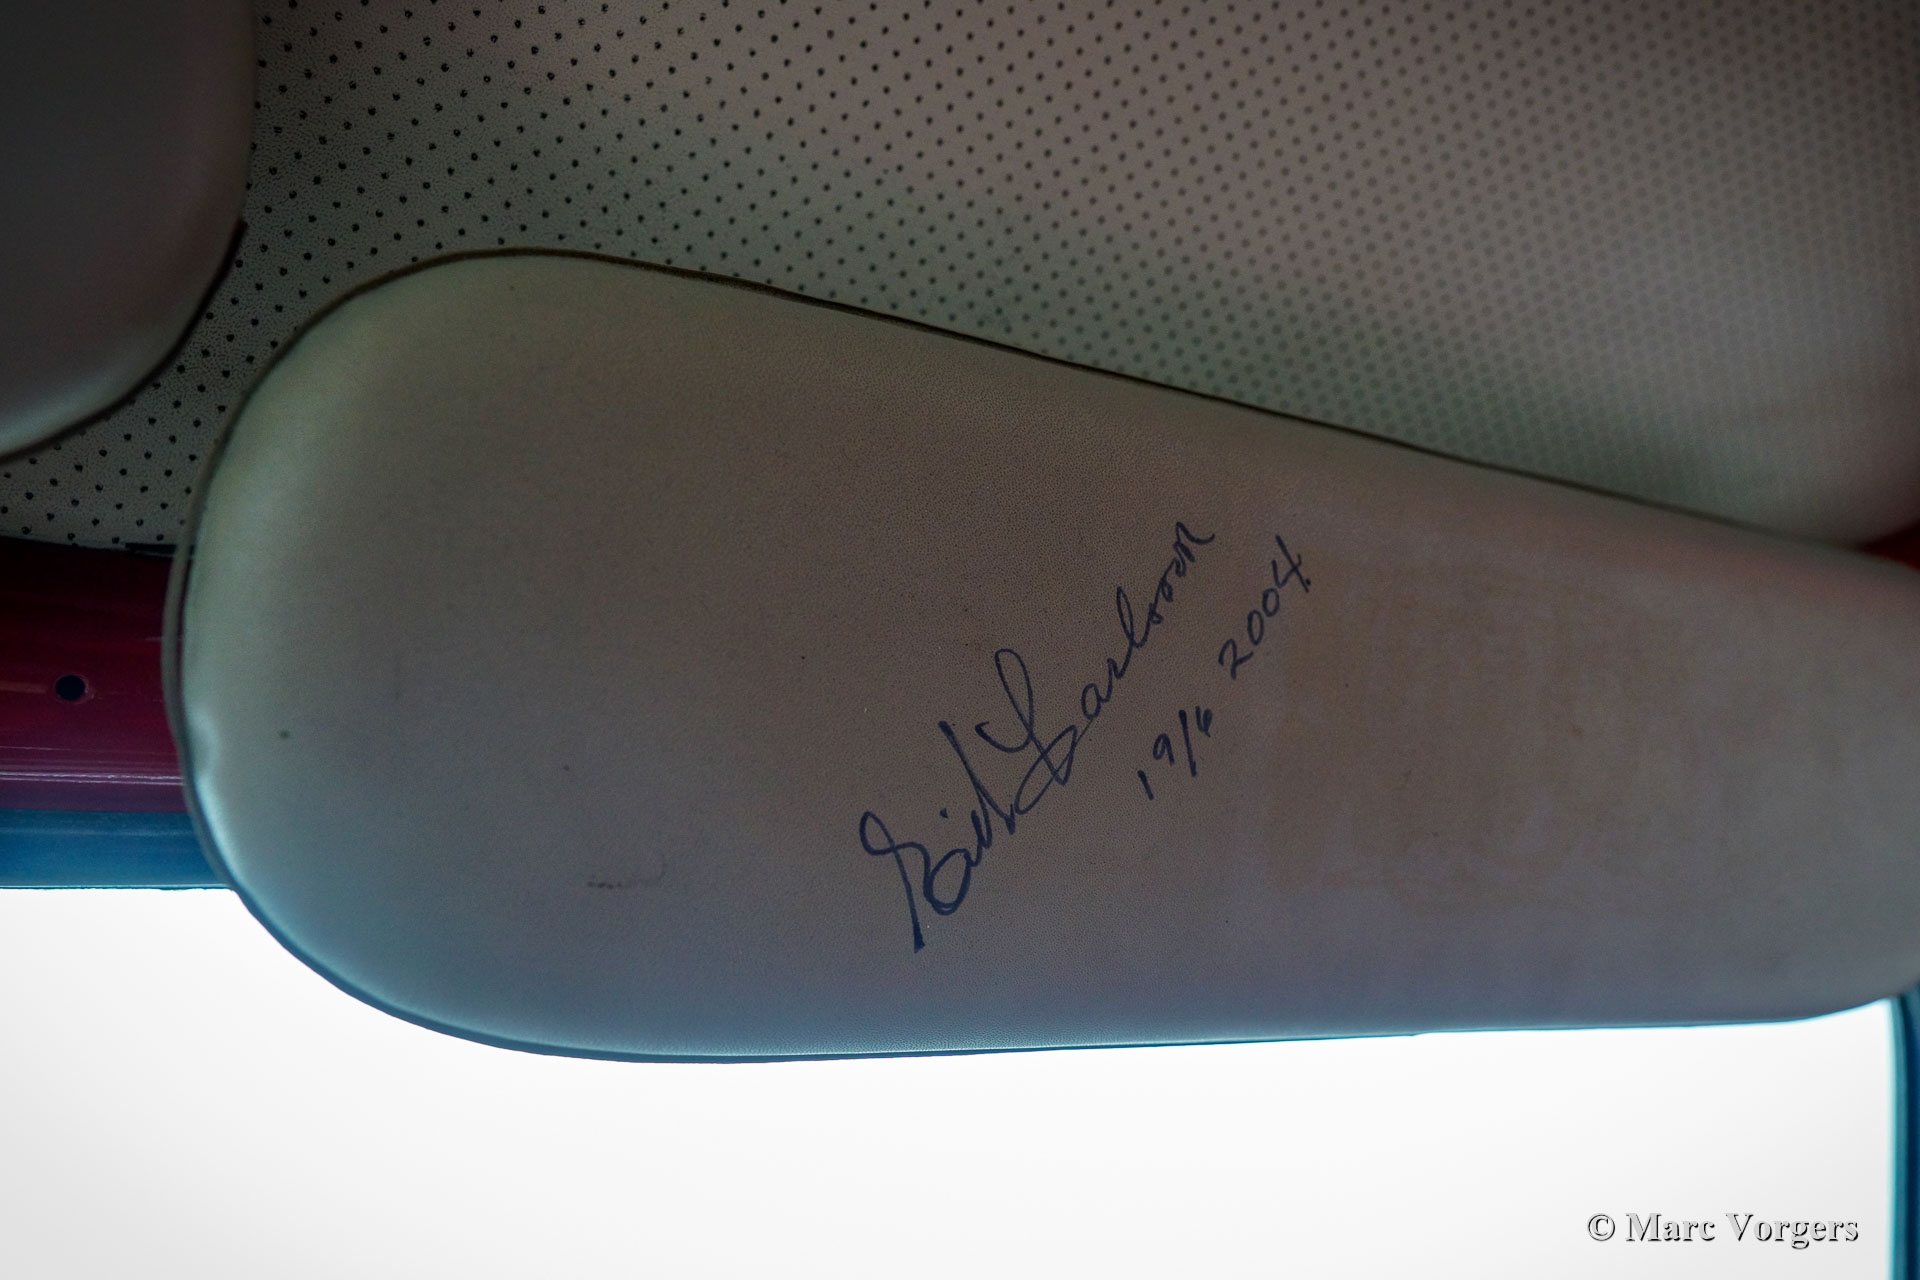 Erik Carlsson
19/6 2004
© Marc Vorgers